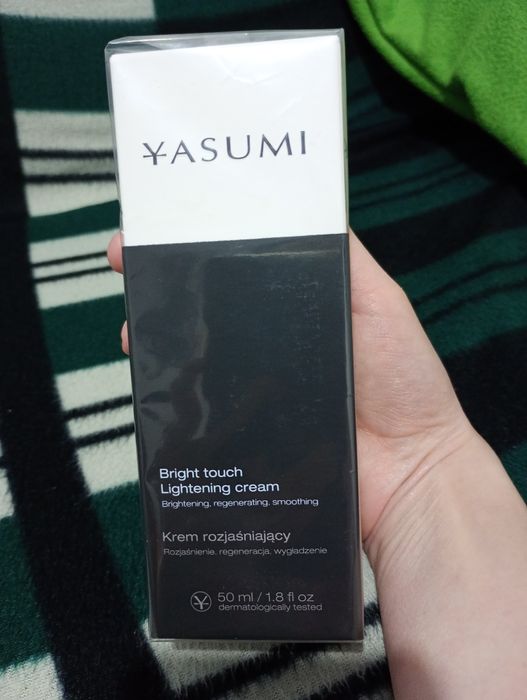 YASUMI
Bright touch
Lightening cream
Brightening, regenerating, smoothing
Krem rozjaśniający
Rozjaśnienie, regeneracja, wygładzenie
50 ml / 1.8 fl oz
dermatologically tested